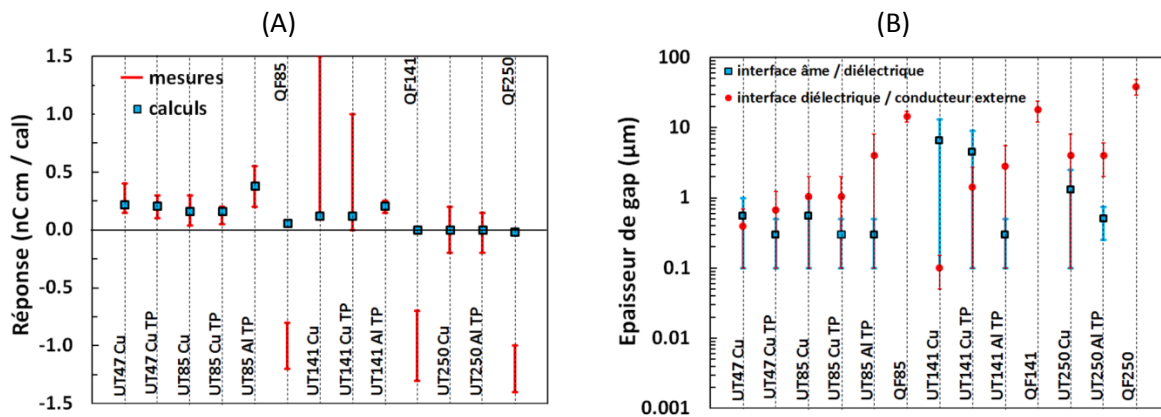 (A)
Réponse (nC cm / cal)
1.5
1.0
0.5
0.0
-0.5
-1.0
-1.5
mesures
calculs
UT47 Cu
UT47 Cu TP
UT85 Cu
UT85 Cu TP
UT85 Al TP
QF85
UT141 Cu
UT141 Cu TP
UT141 Al TP
QF141
UT250 Cu
UT250 Al TP
QF250
(B)
Epaisseur de gap (µm)
100
10
1
0.1
0.01
0.001
interface âme / diélectrique
interface diélectrique / conducteur externe
UT47 Cu
UT47 Cu TP
UT85 Cu
UT85 Cu TP
UT85 Al TP
QF85
UT141 Cu
UT141 Cu TP
UT141 Al TP
QF141
UT250 Cu
UT250 Al TP
QF250